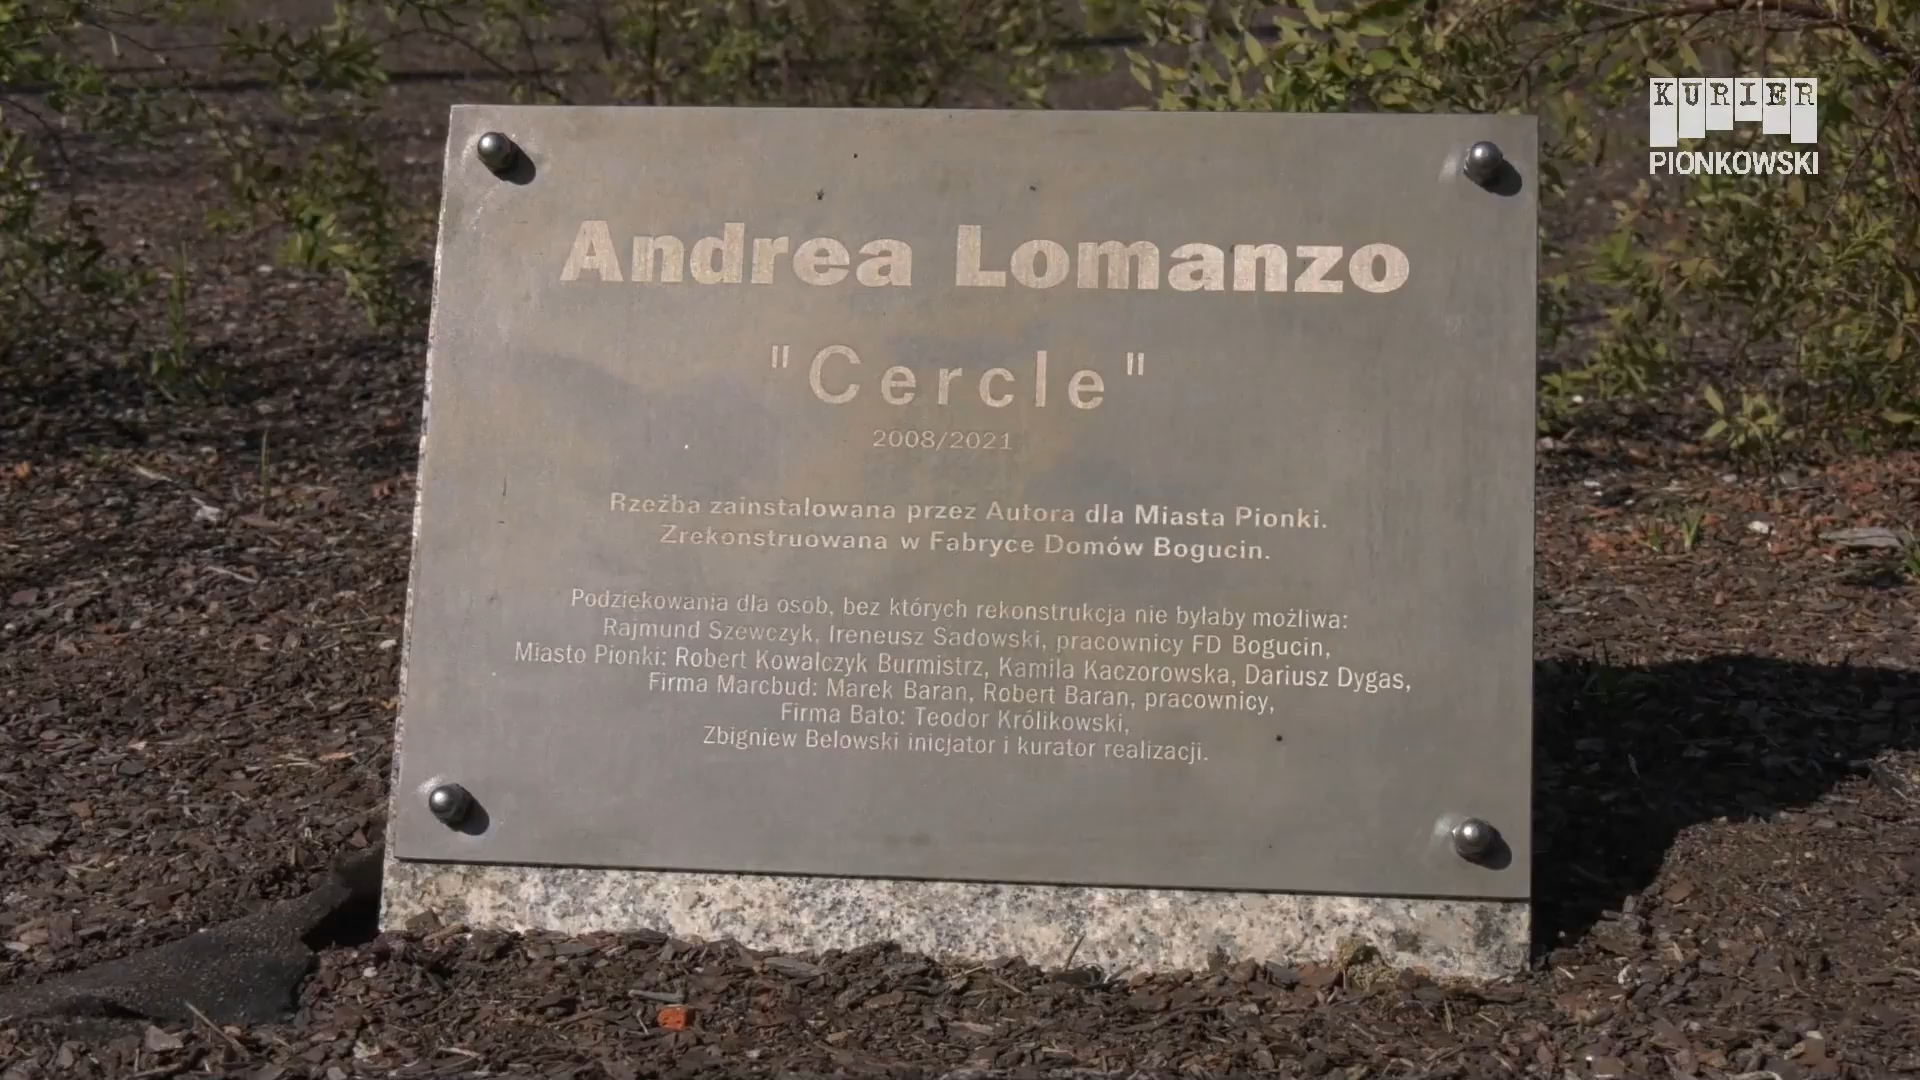 KURIER
PIONKOWSKI
Andrea Lomanzo
"Cercle"
2008/2021
Rzeźba zainstalowana przez Autora dla Miasta Pionki.
Zrekonstruowana w Fabryce Domów Bogucin.
Podziękowania dla osób, bez których rekonstrukcja nie byłaby możliwa:
Rajmund Szewczyk, Ireneusz Sadowski, pracownicy FD Bogucin,
Miasto Pionki: Robert Kowalczyk Burmistrz, Kamila Kaczorowska, Dariusz Dygas,
Firma Marcbud: Marek Baran, Robert Baran, pracownicy,
Firma Bato: Teodor Królikowski,
Zbigniew Belowski inicjator i kurator realizacji.